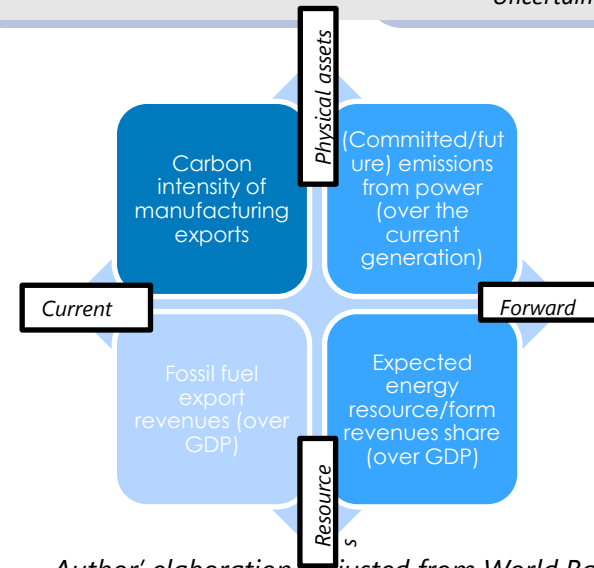 Physical assets
Carbon
intensity of
manufacturing
exports
(Committed/fut
ure) emissions
from power
(over the
current
generation)
Current
Forward
Fossil fuel
export
revenues (over
GDP)
Expected
energy
resource/form
revenues share
(over GDP)
Resource
s
Author' elaboration
from World